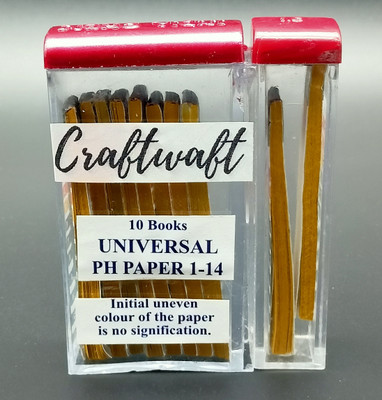 Craftwaft
10 Books
UNIVERSAL
PH PAPER 1-14
Initial uneven
colour of the paper
is no signification.